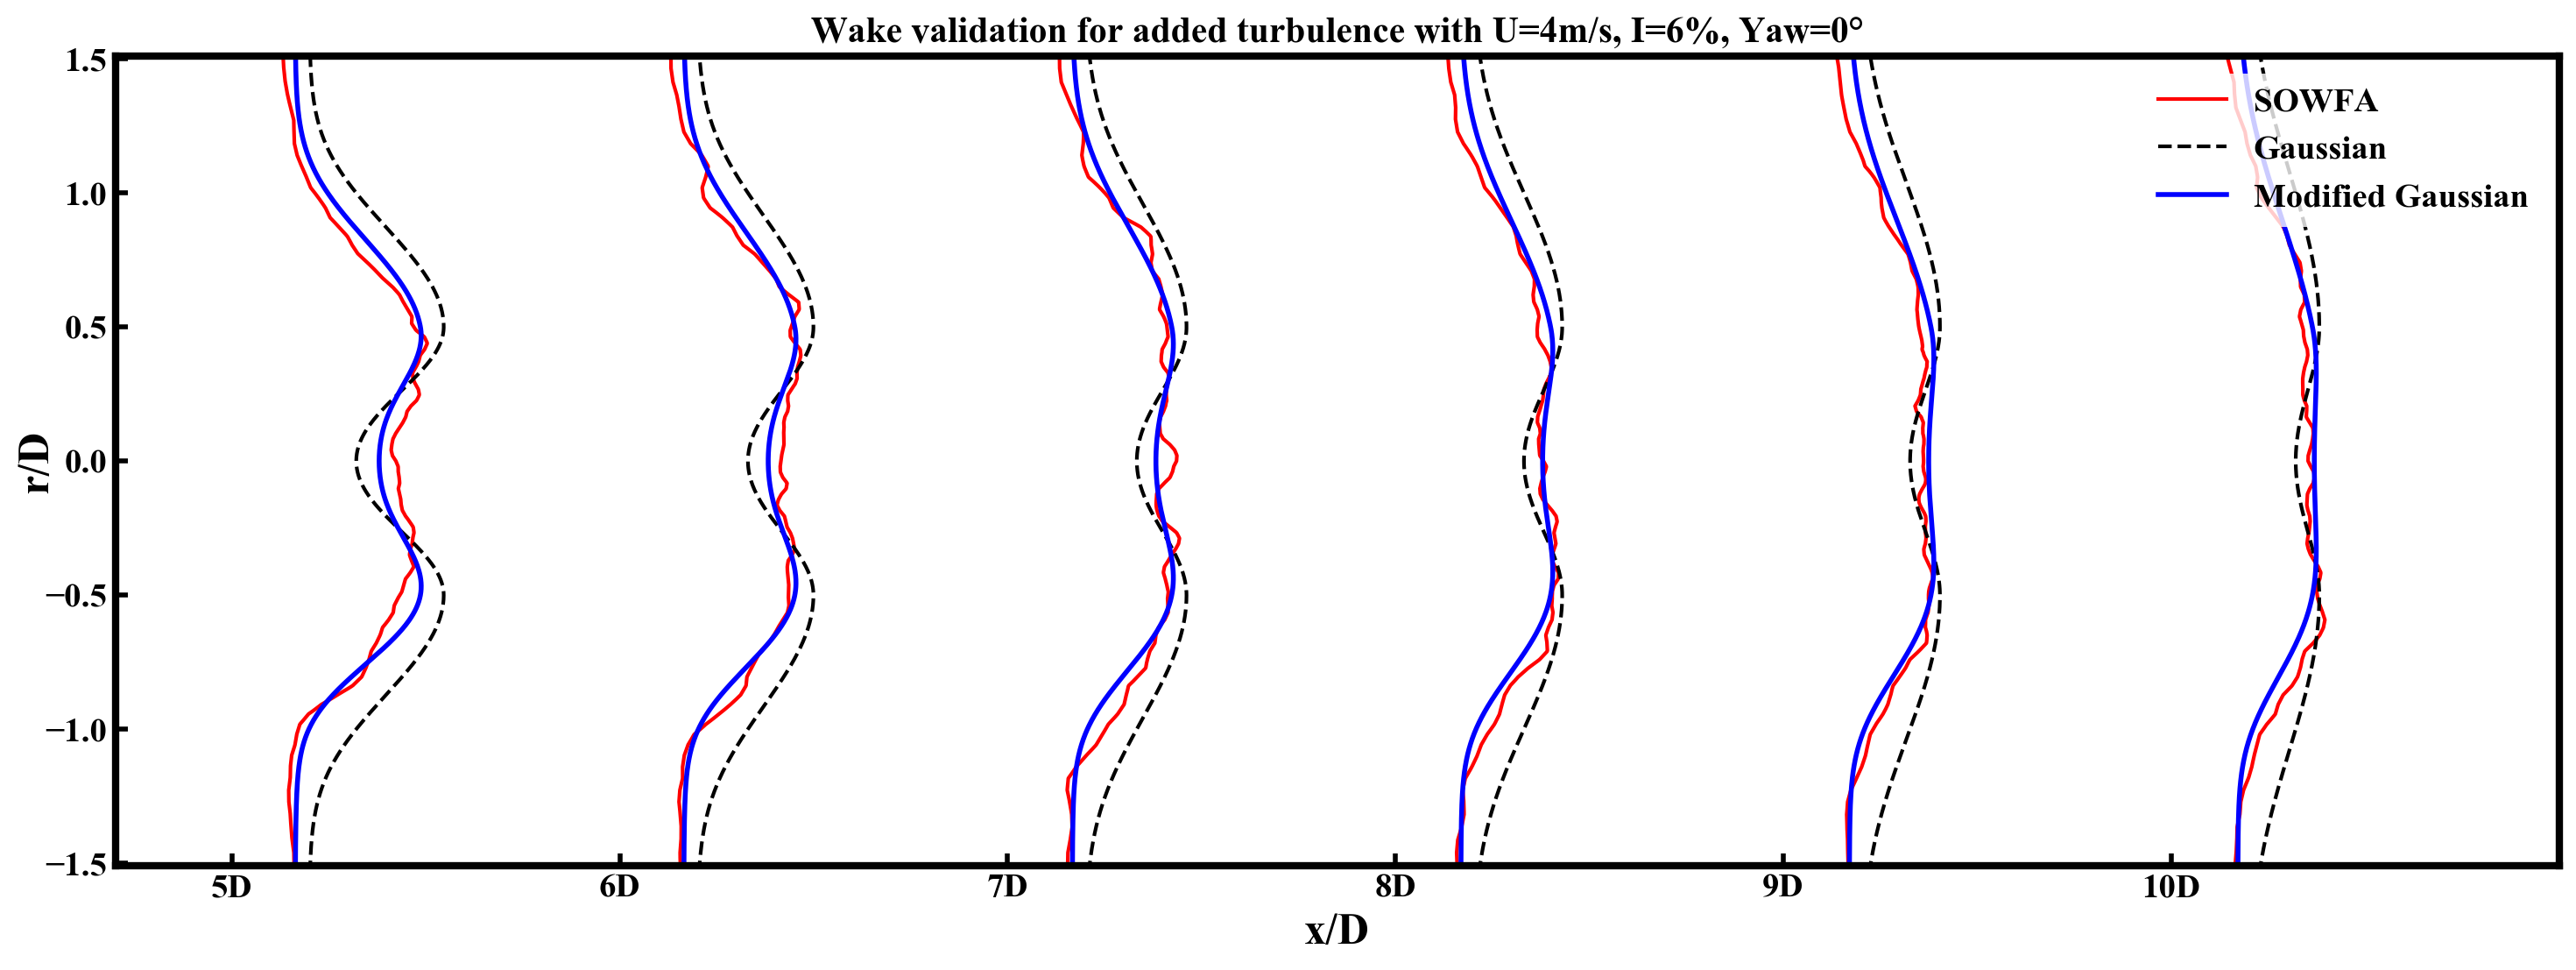 Wake validation for added turbulence with U=4m/s, I=6%, Yaw=0°
1.5
1.0
0.5
0.0
−0.5
−1.0
−1.5
r/D
SOWFA
Gaussian
Modified Gaussian
5D
6D
7D
8D
9D
10D
x/D